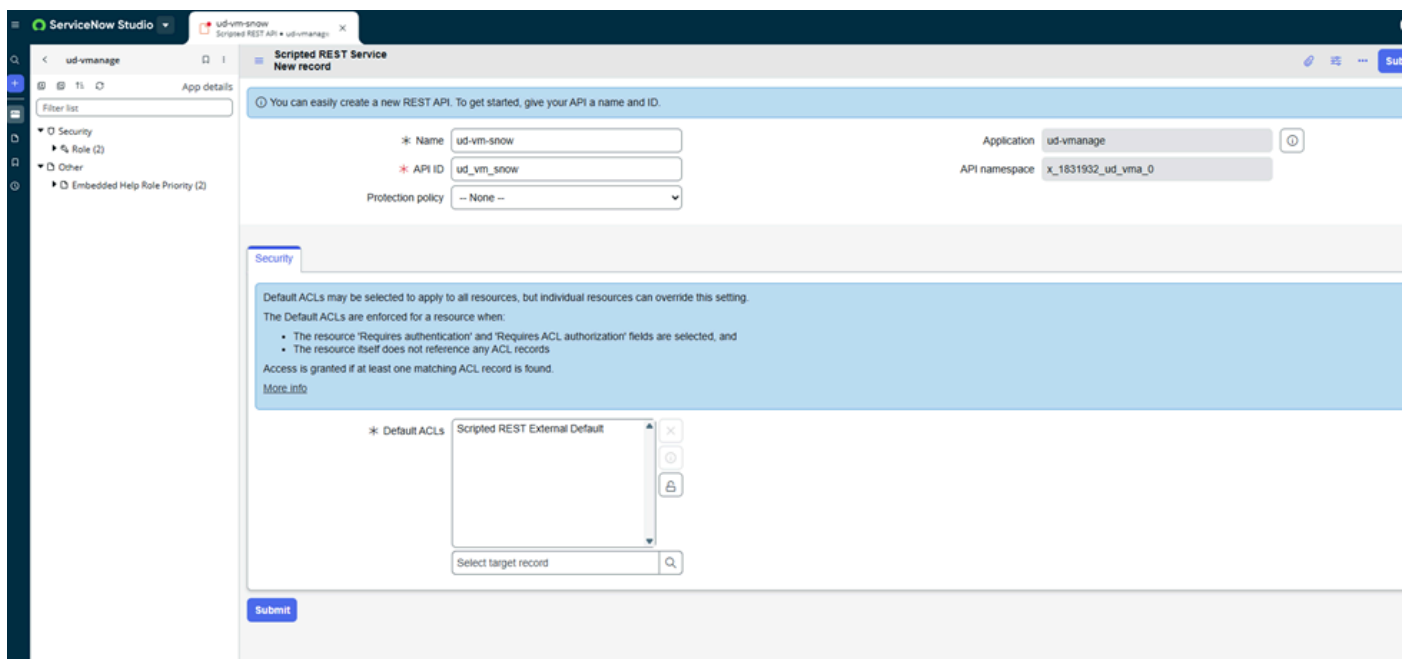 ServiceNow Studio
ud-vm-snow
Scripted REST API • ud-vmanage
ud-vmanage
App details
Filter list
Security
Role (2)
Other
Embedded Help Role Priority (2)
Scripted REST Service
New record
Sub
You can easily create a new REST API. To get started, give your API a name and ID.
Name ud-vm-snow
API ID ud_vm_snow
Protection policy -- None --
Application ud-vmanage
API namespace x_1831932_ud_vma_0
Security
Default ACLs may be selected to apply to all resources, but individual resources can override this setting.
The Default ACLs are enforced for a resource when:
• The resource 'Requires authentication' and 'Requires ACL authorization' fields are selected, and
• The resource itself does not reference any ACL records
Access is granted if at least one matching ACL record is found.
More info
Default ACLs Scripted REST External Default
Select target record
Submit